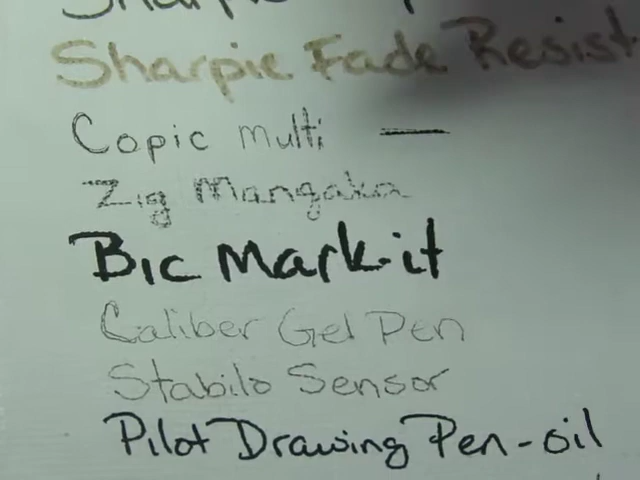 Sharpie
Sharpie Fade Resist
Copic multi —
Zig Mangaka
Bic Mark-it
Caliber Gel Pen
Stabilo Sensor
Pilot Drawing Pen-oil